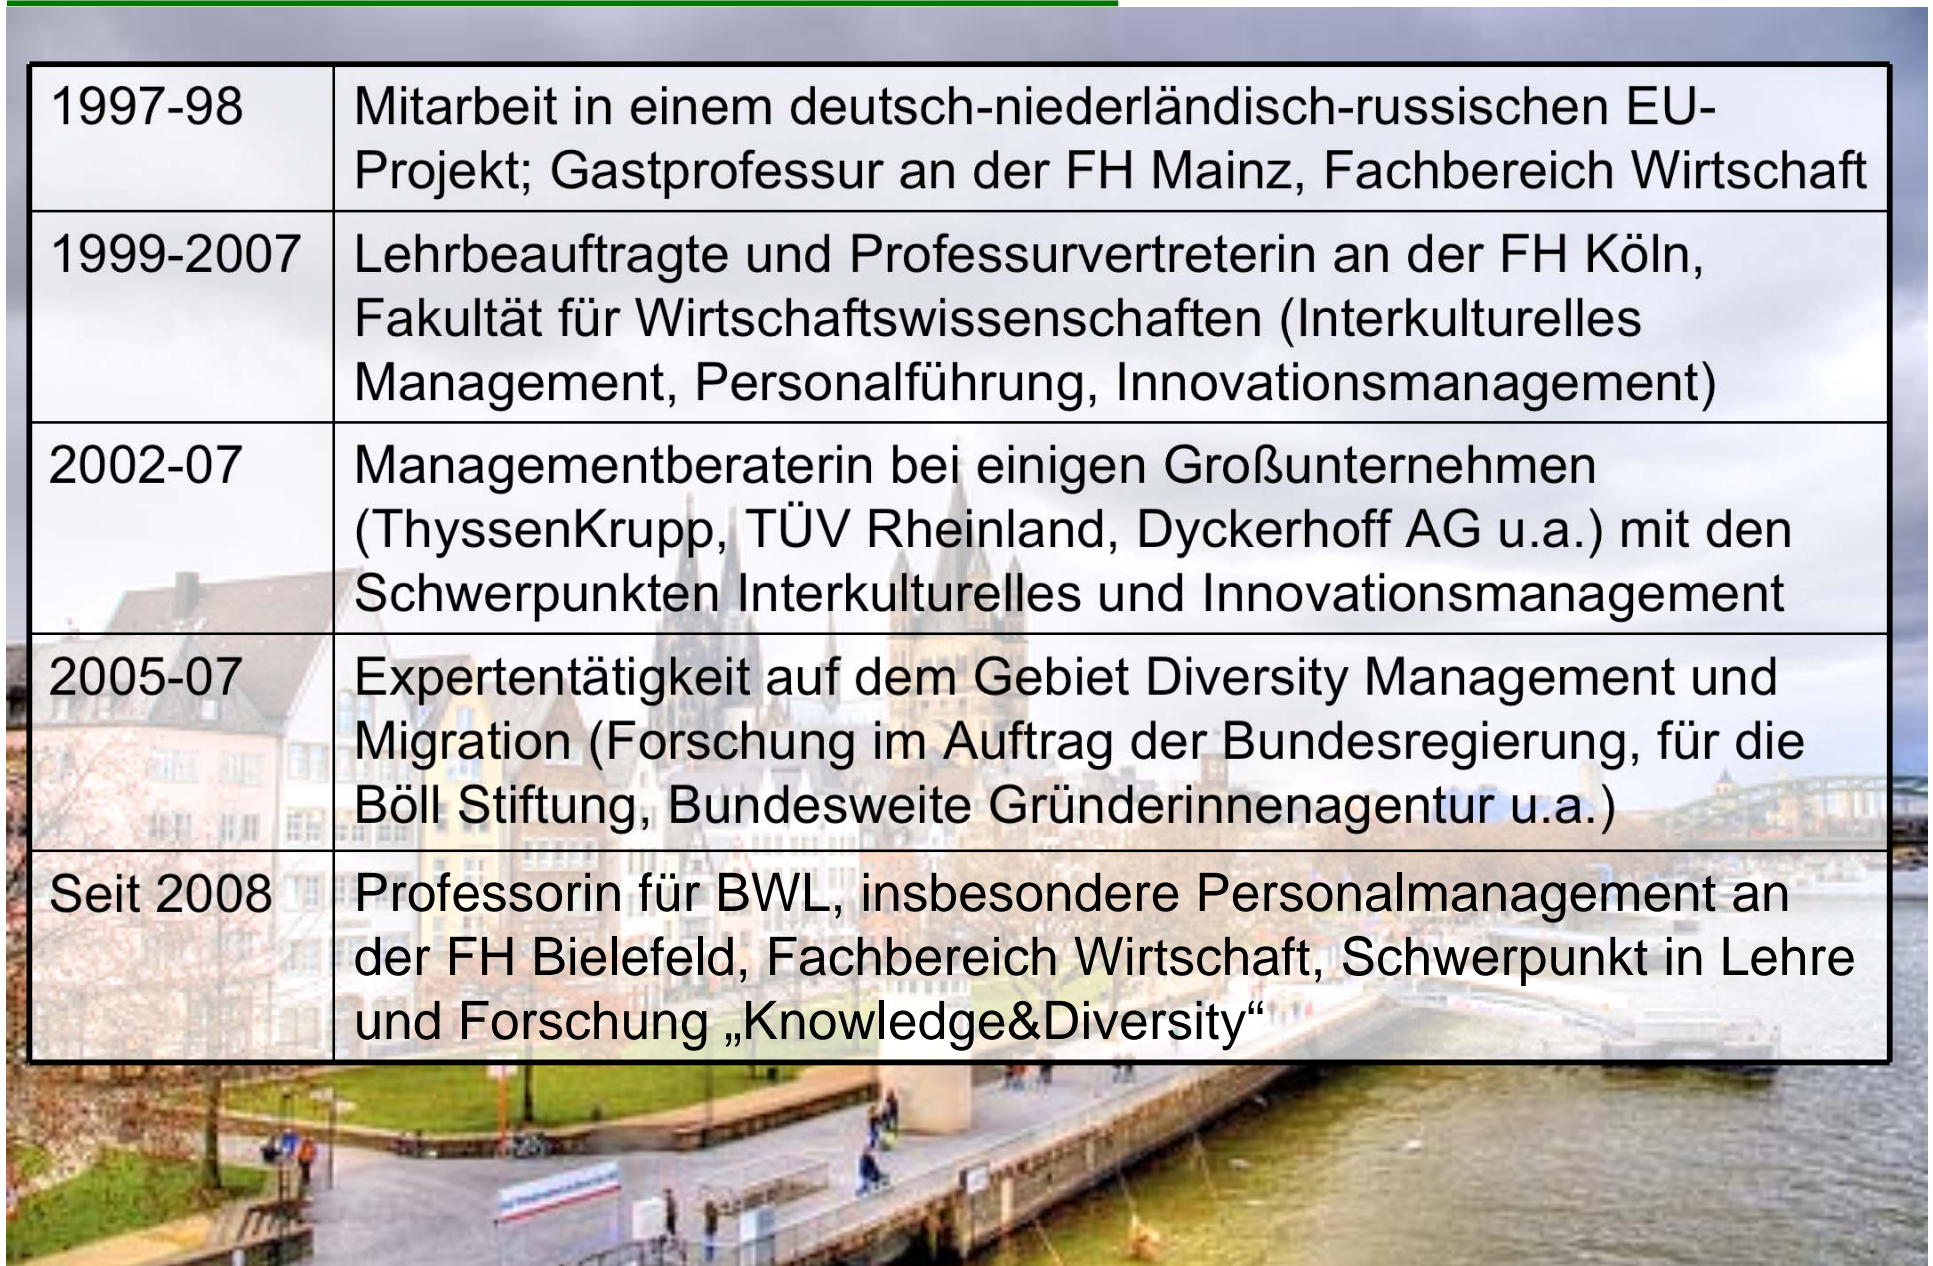 1997-98
Mitarbeit in einem deutsch-niederländisch-russischen EU-
Projekt; Gastprofessur an der FH Mainz, Fachbereich Wirtschaft
1999-2007
Lehrbeauftragte und Professurvertreterin an der FH Köln,
Fakultät für Wirtschaftswissenschaften (Interkulturelles
Management, Personalführung, Innovationsmanagement)
2002-07
Managementberaterin bei einigen Großunternehmen
(ThyssenKrupp, TÜV Rheinland, Dyckerhoff AG u.a.) mit den
Schwerpunkten Interkulturelles und Innovationsmanagement
2005-07
Expertentätigkeit auf dem Gebiet Diversity Management und
Migration (Forschung im Auftrag der Bundesregierung, für die
Böll Stiftung, Bundesweite Gründerinnenagentur u.a.)
Seit 2008
Professorin für BWL, insbesondere Personalmanagement an
der FH Bielefeld, Fachbereich Wirtschaft, Schwerpunkt in Lehre
und Forschung „Knowledge&Diversity“